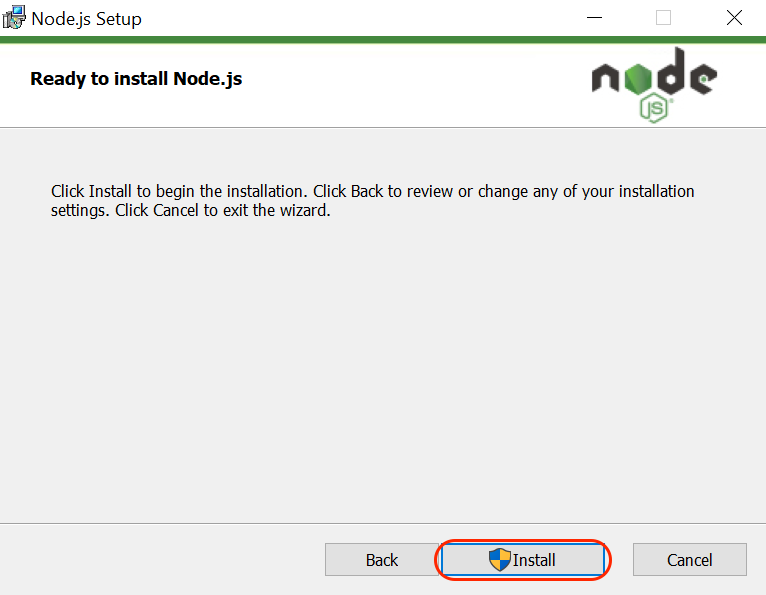 Node.js Setup
Ready to install Node.js
node
JS
Click Install to begin the installation. Click Back to review or change any of your installation
settings. Click Cancel to exit the wizard.
Back
Install
Cancel